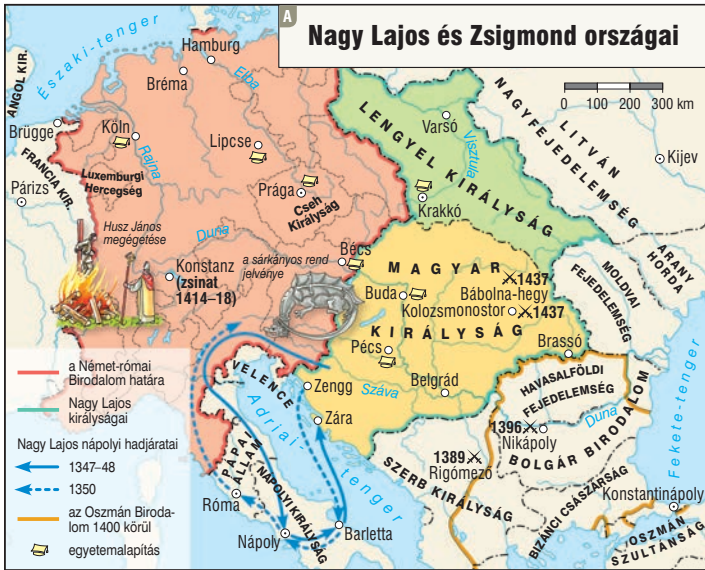 A
Nagy Lajos és Zsigmond országai
0 100 200 300 km
ANGOL KIR.
Északi-tenger
Hamburg
Elba
Bréma
Brügge
Köln
Rajna
Lipcse
FRANCIA KIR.
Párizs
Luxemburgi
Hercegség
Prága
Cseh
Királyság
Varsó
Visztula
LENGYEL KIRÁLYSÁG
Krakkó
LITVÁN
NAGYFEJEDELEMSÉG
Kijev
ARANY
HORDA
MOLDVAI
FEJEDELEMSÉG
Husz János
megégetése
Duna
Konstanz
(zsinat
1414–18)
a sárkányos rend
jelvénye
Bécs
MAGYAR
KIRÁLYSÁG
1437
Bábolna-hegy
Buda
Kolozsmonostor
1437
Pécs
Brassó
Zengg
Száva
Belgrád
Zára
VELENCE
Adriai-tenger
HAVASALFÖLDI
FEJEDELEMSÉG
Duna
1396
Nikápoly
BOLGÁR BIRODALOM
1389
Rigómező
SZERB KIRÁLYSÁG
Fekete-tenger
Konstantinápoly
BIZÁNCI CSÁSZÁRSÁG
OSZMÁN
SZULTÁNSÁG
PÁPAI
ÁLLAM
Róma
NÁPOLYI KIRÁLYSÁG
Nápoly
Barletta
a Német-római
Birodalom határa
Nagy Lajos
királyságai
Nagy Lajos nápolyi hadjáratai
1347–48
1350
az Oszmán Biroda-
lom 1400 körül
egyetemalapítás